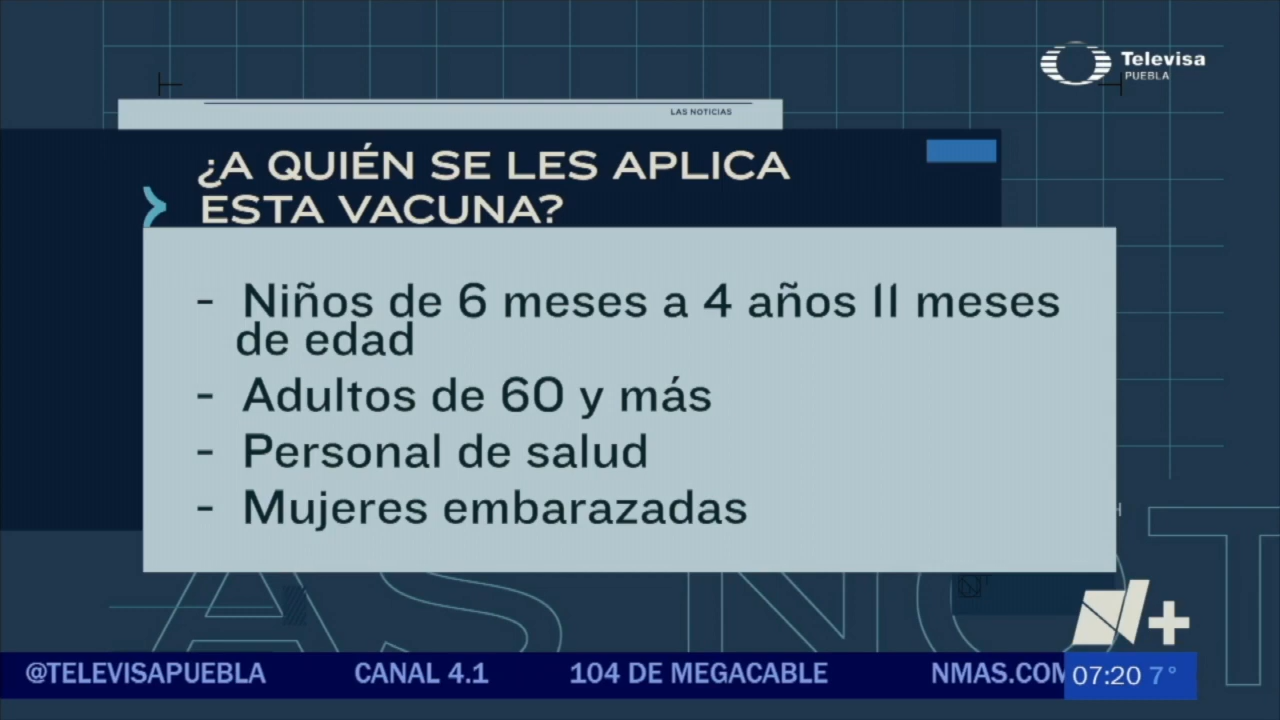 Televisa
PUEBLA
LAS NOTICIAS
¿A QUIÉN SE LES APLICA
ESTA VACUNA?
- Niños de 6 meses a 4 años 11 meses
de edad
- Adultos de 60 y más
- Personal de salud
- Mujeres embarazadas
AS NOT
N+
@TELEVISAPUEBLA CANAL 4.1 104 DE MEGACABLE NMAS.COM 07:20 7°